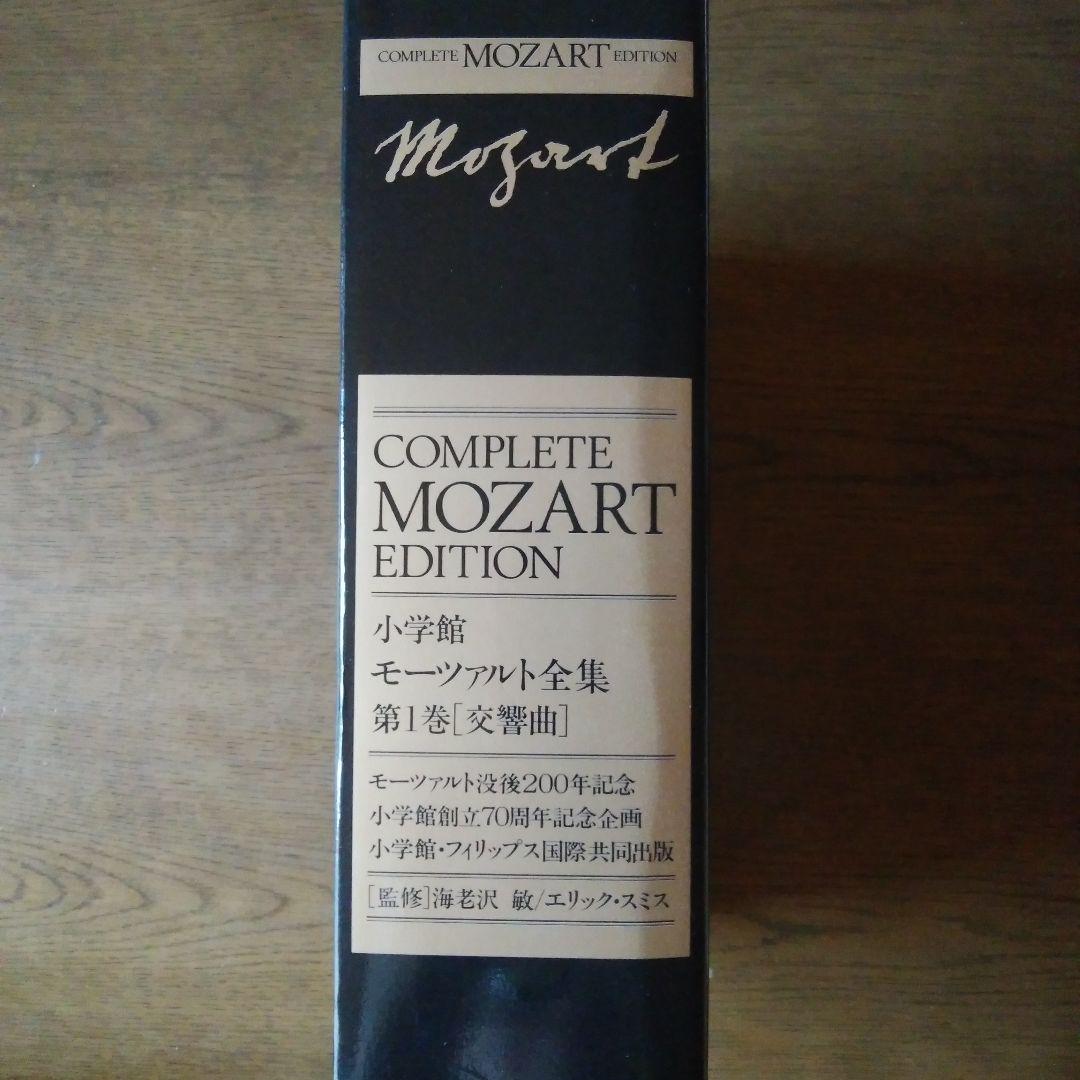 COMPLETE MOZART EDITION
Mozart
COMPLETE
MOZART
EDITION
小学館
モーツァルト全集
第1巻[交響曲]
モーツァルト没後200年記念
小学館創立70周年記念企画
小学館・フィリップス国際共同出版
[監修]海老沢 敏/エリック・スミス